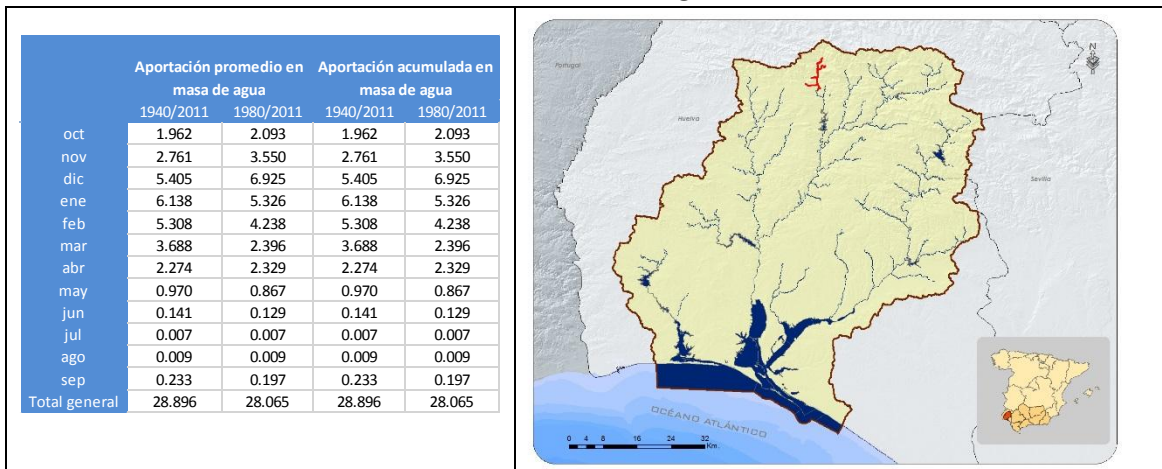 Aportación promedio en Aportación acumulada en
masa de agua masa de agua
1940/2011 1980/2011 1940/2011 1980/2011
oct 1.962 2.093 1.962 2.093
nov 2.761 3.550 2.761 3.550
dic 5.405 6.925 5.405 6.925
ene 6.138 5.326 6.138 5.326
feb 5.308 4.238 5.308 4.238
mar 3.688 2.396 3.688 2.396
abr 2.274 2.329 2.274 2.329
may 0.970 0.867 0.970 0.867
jun 0.141 0.129 0.141 0.129
jul 0.007 0.007 0.007 0.007
ago 0.009 0.009 0.009 0.009
sep 0.233 0.197 0.233 0.197
Total general 28.896 28.065 28.896 28.065
Portugal
Huelva
Sevilla
N
OCÉANO ATLÁNTICO
0 4 8 16 24 32
Km.